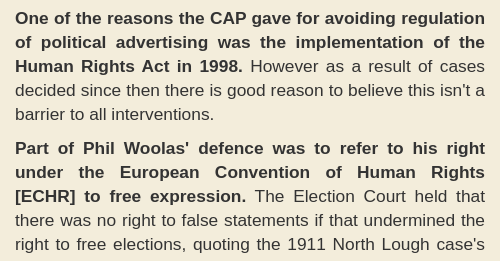 One of the reasons the CAP gave for avoiding regulation
of political advertising was the implementation of the
Human Rights Act in 1998. However as a result of cases
decided since then there is good reason to believe this isn't a
barrier to all interventions.
Part of Phil Woolas' defence was to refer to his right
under the European Convention of Human Rights
[ECHR] to free expression. The Election Court held that
there was no right to false statements if that undermined the
right to free elections, quoting the 1911 North Lough case's